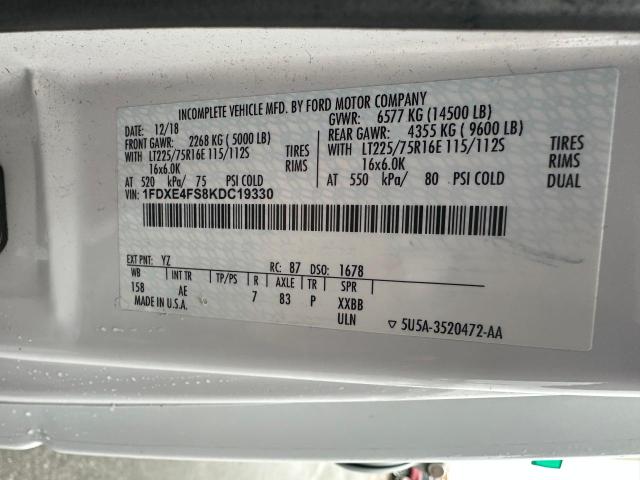 INCOMPLETE VEHICLE MFD. BY FORD MOTOR COMPANY
DATE: 12/18 GVWR: 6577 KG (14500 LB)
FRONT GAWR: 2268 KG ( 5000 LB) REAR GAWR: 4355 KG ( 9600 LB)
WITH LT225/75R16E 115/112S TIRES WITH LT225/75R16E 115/112S TIRES
16x6.0K RIMS 16x6.0K RIMS
AT 520 kPa/ 75 PSI COLD AT 550 kPa/ 80 PSI COLD DUAL
VIN: 1FDXE4FS8KDC19330
EXT PNT: YZ RC: 87 DSO: 1678
WB INT TR TP/PS R AXLE TR SPR
158 AE 7 83 P XXBB
MADE IN U.S.A. ULN ▽ 5U5A-3520472-AA